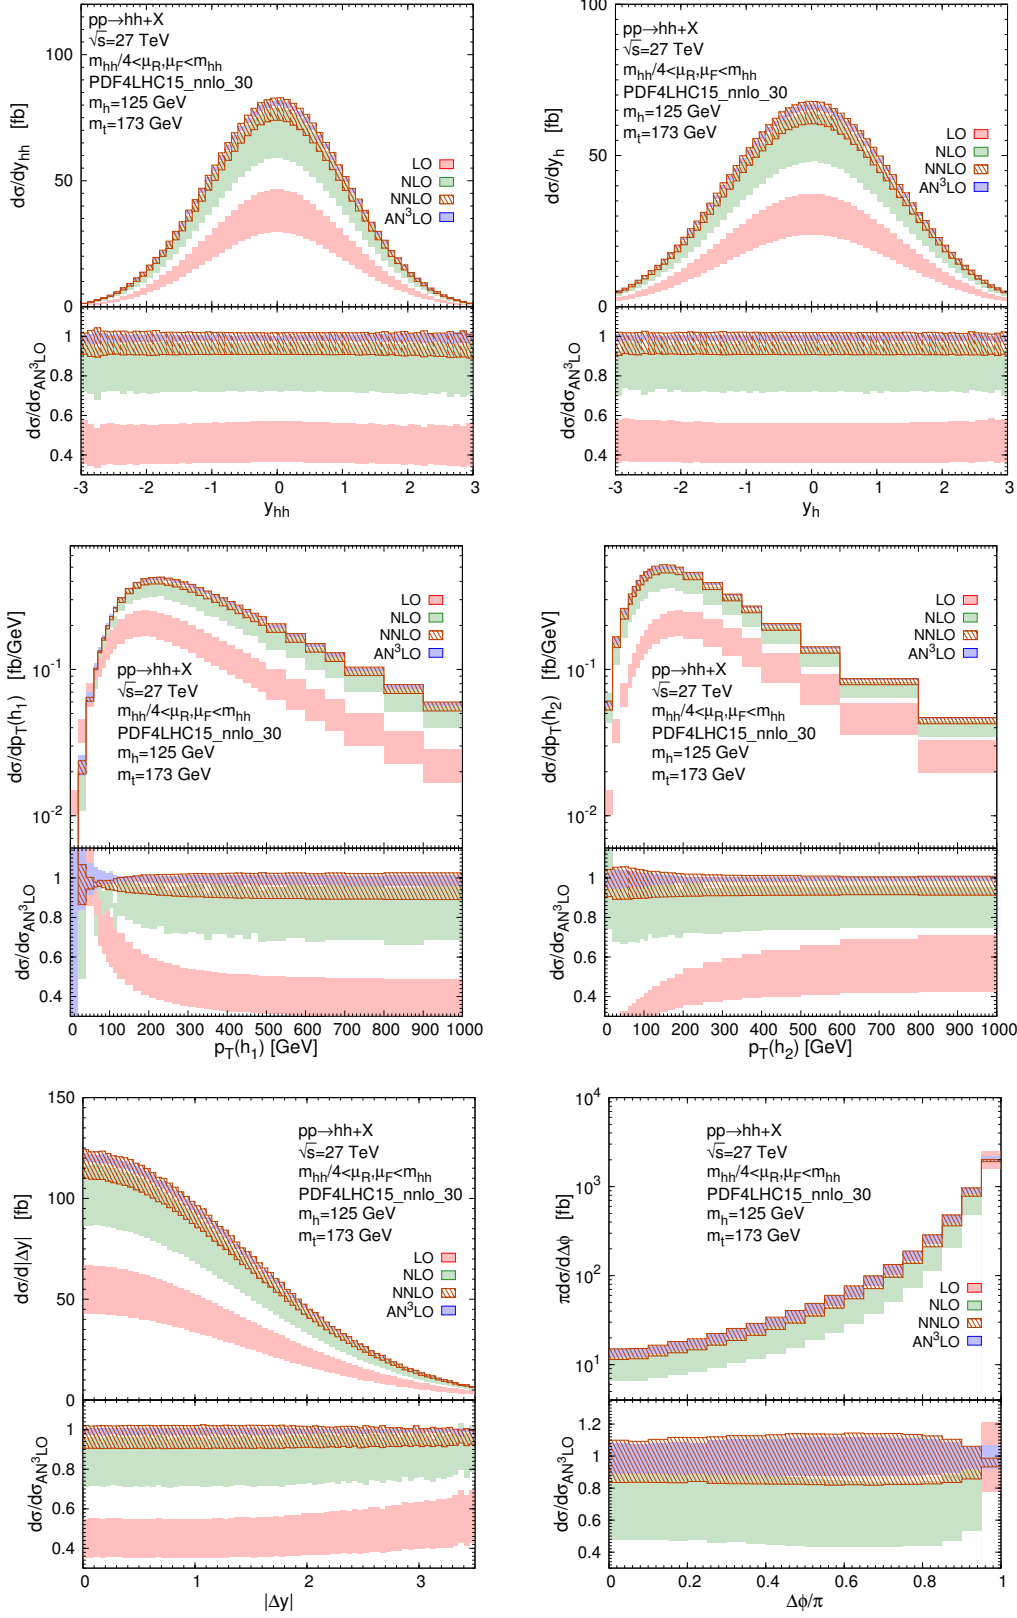 pp→hh+X
√s=27 TeV
m_hh/4<μ_R,μ_F<m_hh
PDF4LHC15_nnlo_30
m_h=125 GeV
m_t=173 GeV
LO
NLO
NNLO
AN³LO
dσ/dy_hh [fb]
100
50
0
dσ/dσ_AN³LO
1
0.8
0.6
0.4
-3 -2 -1 0 1 2 3
y_hh
pp→hh+X
√s=27 TeV
m_hh/4<μ_R,μ_F<m_hh
PDF4LHC15_nnlo_30
m_h=125 GeV
m_t=173 GeV
LO
NLO
NNLO
AN³LO
dσ/dy_h [fb]
100
50
0
dσ/dσ_AN³LO
1
0.8
0.6
0.4
-3 -2 -1 0 1 2 3
y_h
LO
NLO
NNLO
AN³LO
pp→hh+X
√s=27 TeV
m_hh/4<μ_R,μ_F<m_hh
PDF4LHC15_nnlo_30
m_h=125 GeV
m_t=173 GeV
dσ/dp_T(h_1) [fb/GeV]
10⁻¹
10⁻²
dσ/dσ_AN³LO
1
0.8
0.6
0.4
0 100 200 300 400 500 600 700 800 900 1000
p_T(h_1) [GeV]
LO
NLO
NNLO
AN³LO
pp→hh+X
√s=27 TeV
m_hh/4<μ_R,μ_F<m_hh
PDF4LHC15_nnlo_30
m_h=125 GeV
m_t=173 GeV
dσ/dp_T(h_2) [fb/GeV]
10⁻¹
10⁻²
dσ/dσ_AN³LO
1
0.8
0.6
0.4
0 100 200 300 400 500 600 700 800 900 1000
p_T(h_2) [GeV]
pp→hh+X
√s=27 TeV
m_hh/4<μ_R,μ_F<m_hh
PDF4LHC15_nnlo_30
m_h=125 GeV
m_t=173 GeV
LO
NLO
NNLO
AN³LO
dσ/d|Δy| [fb]
150
100
50
0
dσ/dσ_AN³LO
1
0.8
0.6
0.4
0 1 2 3
|Δy|
pp→hh+X
√s=27 TeV
m_hh/4<μ_R,μ_F<m_hh
PDF4LHC15_nnlo_30
m_h=125 GeV
m_t=173 GeV
LO
NLO
NNLO
AN³LO
πdσ/dΔϕ [fb]
10⁴
10³
10²
10¹
dσ/dσ_AN³LO
1.2
1
0.8
0.6
0.4
0 0.2 0.4 0.6 0.8 1
Δϕ/π